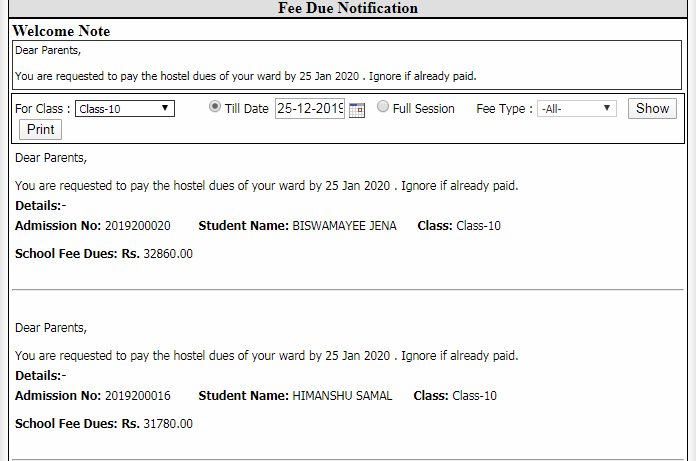 Fee Due Notification
Welcome Note
Dear Parents,
You are requested to pay the hostel dues of your ward by 25 Jan 2020 . Ignore if already paid.
For Class : Class-10 Till Date 25-12-2019 Full Session Fee Type : -All- Show
Print
Dear Parents,
You are requested to pay the hostel dues of your ward by 25 Jan 2020 . Ignore if already paid.
Details:-
Admission No: 2019200020 Student Name: BISWAMAYEE JENA Class: Class-10
School Fee Dues: Rs. 32860.00
Dear Parents,
You are requested to pay the hostel dues of your ward by 25 Jan 2020 . Ignore if already paid.
Details:-
Admission No: 2019200016 Student Name: HIMANSHU SAMAL Class: Class-10
School Fee Dues: Rs. 31780.00